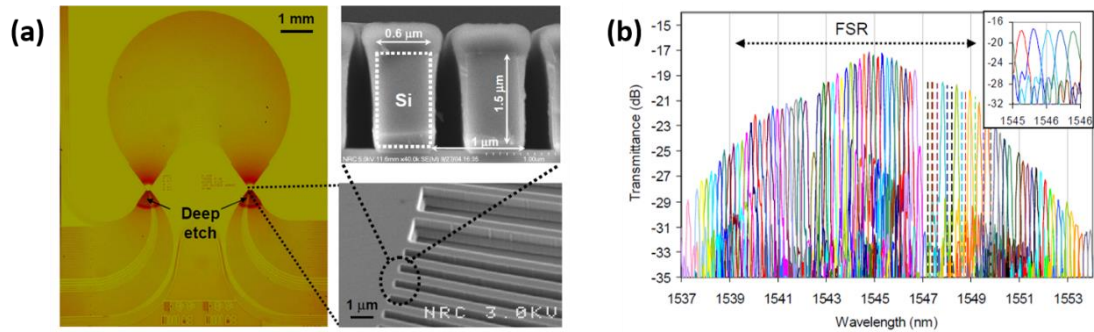 (a)
1 mm
Deep
etch
0.6 µm
Si
1.5 µm
1 µm
1 µm
NRC 3.0KV
(b)
FSR
-15
-17
-19
-21
-23
-25
-27
-29
-31
-33
-35
Transmittance (dB)
1537 1539 1541 1543 1545 1547 1549 1551 1553
Wavelength (nm)
-16
-20
-24
-28
-32
1545 1546 1546